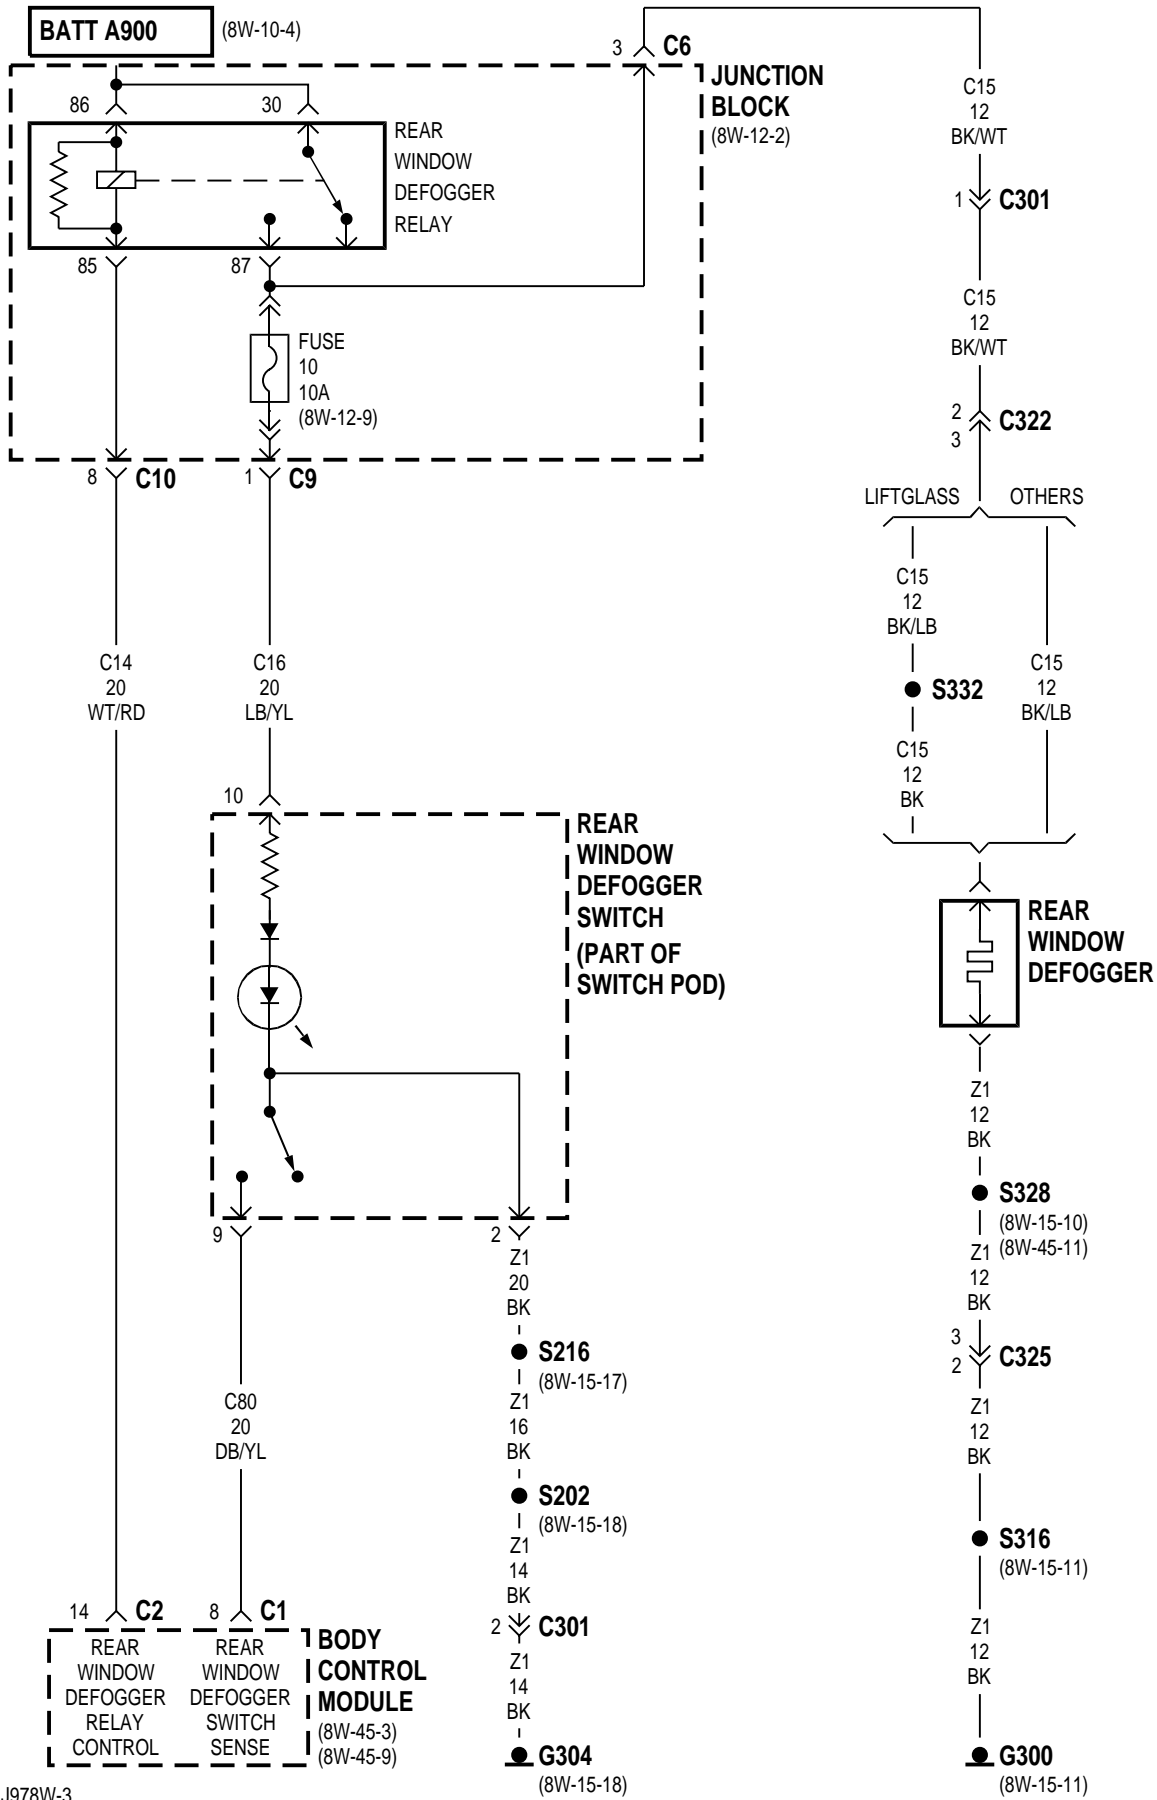 BATT A900
(8W-10-4)
3
C6
JUNCTION
BLOCK
(8W-12-2)
86
30
REAR
WINDOW
DEFOGGER
RELAY
85
87
FUSE
10
10A
(8W-12-9)
8
C10
1
C9
C15
12
BK/WT
1
C301
C15
12
BK/WT
2
3
C322
LIFTGLASS
OTHERS
C15
12
BK/LB
S332
C15
12
BK
C15
12
BK/LB
C14
20
WT/RD
C16
20
LB/YL
10
REAR
WINDOW
DEFOGGER
SWITCH
(PART OF
SWITCH POD)
REAR
WINDOW
DEFOGGER
9
2
Z1
20
BK
S216
(8W-15-17)
Z1
16
BK
S202
(8W-15-18)
Z1
14
BK
2
C301
Z1
14
BK
G304
(8W-15-18)
C80
20
DB/YL
Z1
12
BK
S328
(8W-15-10)
(8W-45-11)
Z1
12
BK
3
2
C325
Z1
12
BK
S316
(8W-15-11)
Z1
12
BK
G300
(8W-15-11)
14
C2
8
C1
REAR
WINDOW
DEFOGGER
RELAY
CONTROL
REAR
WINDOW
DEFOGGER
SWITCH
SENSE
BODY
CONTROL
MODULE
(8W-45-3)
(8W-45-9)
J978W-3